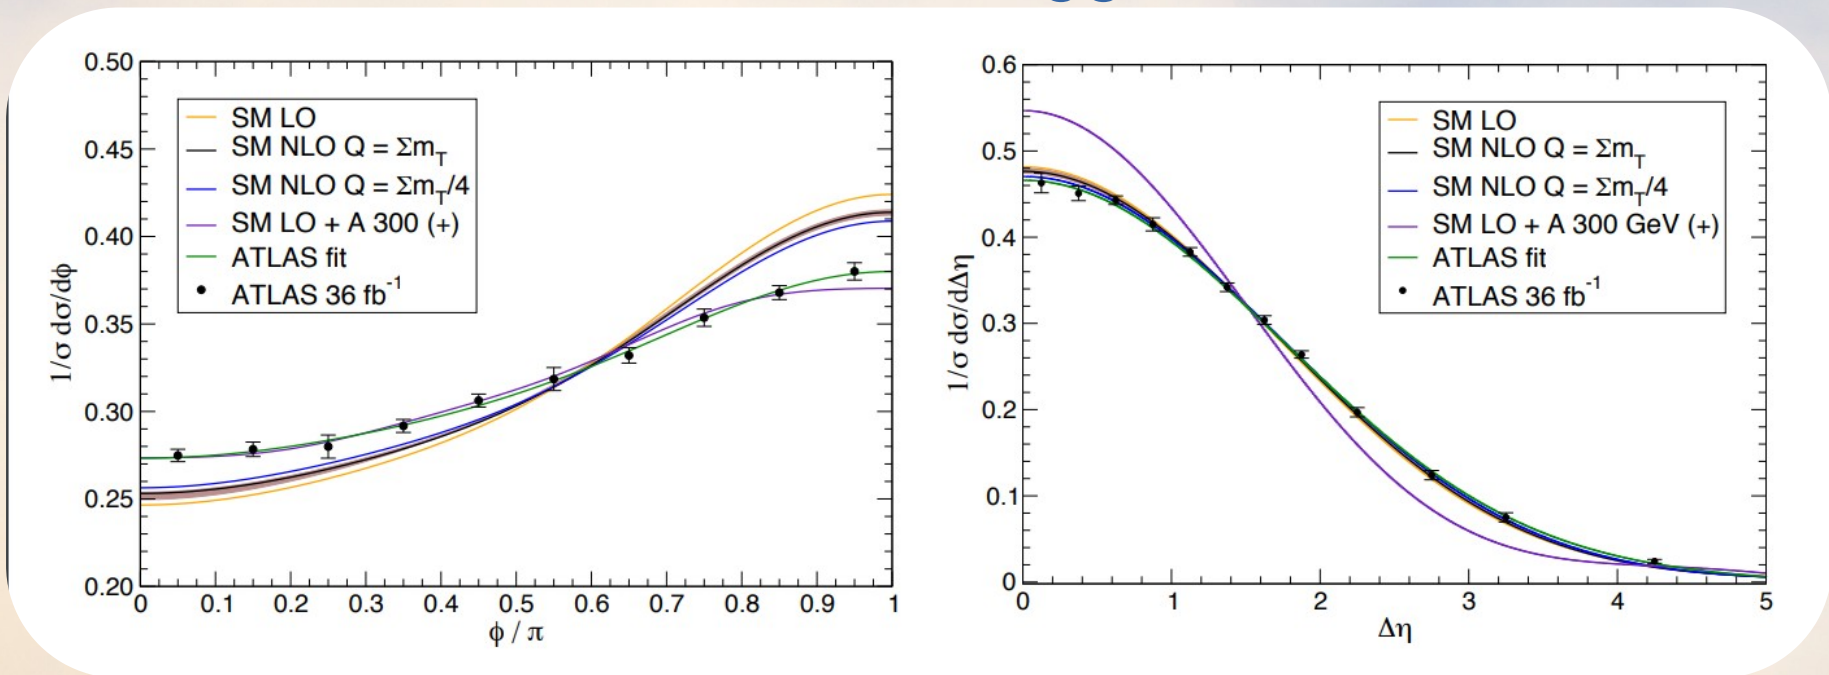 0.50
0.45
0.40
0.35
0.30
0.25
0.20
1/σ dσ/dϕ
SM LO
SM NLO Q = Σm_T
SM NLO Q = Σm_T/4
SM LO + A 300 (+)
ATLAS fit
ATLAS 36 fb^-1
0 0.1 0.2 0.3 0.4 0.5 0.6 0.7 0.8 0.9 1
ϕ / π
0.6
0.5
0.4
0.3
0.2
0.1
0
1/σ dσ/dΔη
SM LO
SM NLO Q = Σm_T
SM NLO Q = Σm_T/4
SM LO + A 300 GeV (+)
ATLAS fit
ATLAS 36 fb^-1
0 1 2 3 4 5
Δη